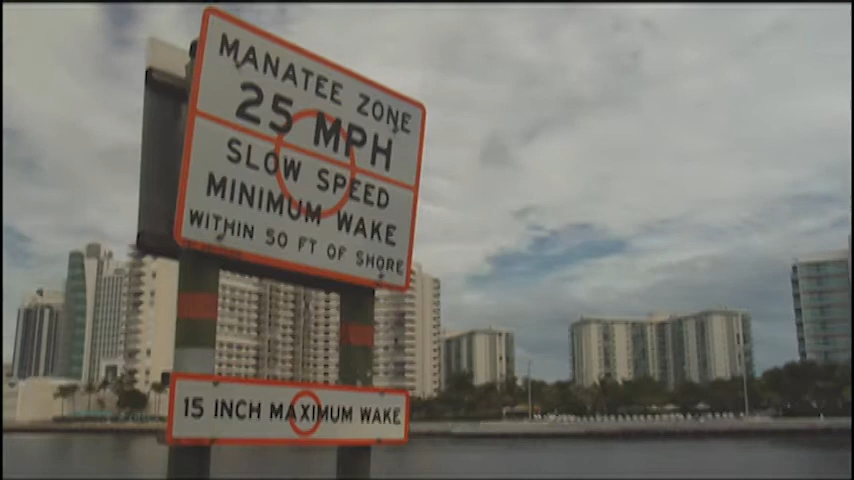 MANATEE ZONE
25 MPH
SLOW SPEED
MINIMUM WAKE
WITHIN 50 FT OF SHORE
15 INCH MAXIMUM WAKE